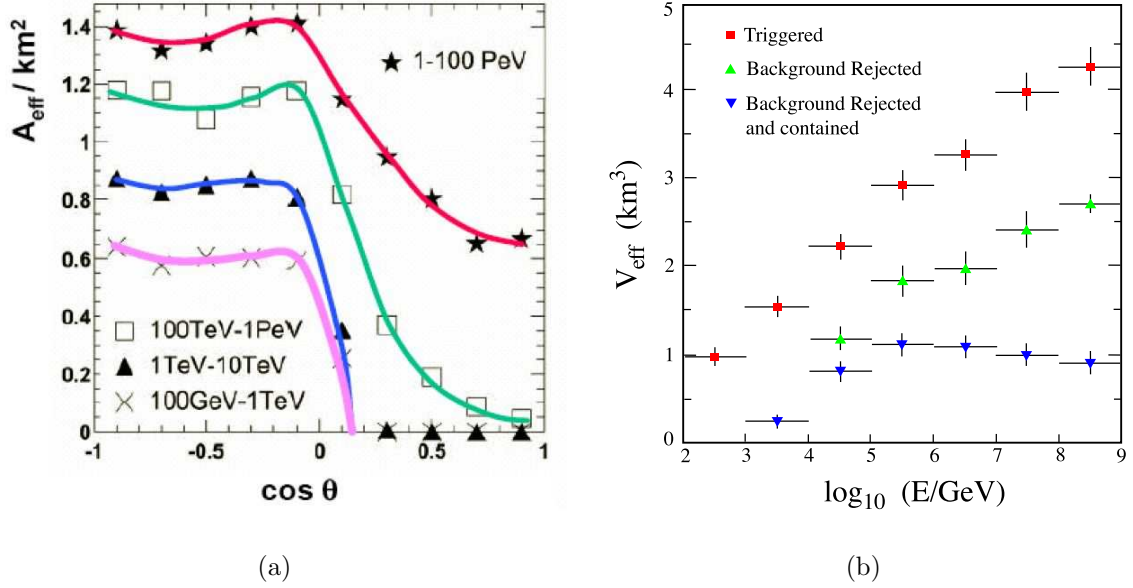 A_eff / km²
1.4
1.2
1
0.8
0.6
0.4
0.2
0
-1
-0.5
0
0.5
1
cos θ
★ 1-100 PeV
□ 100TeV-1PeV
▲ 1TeV-10TeV
× 100GeV-1TeV
(a)
V_eff (km³)
5
4
3
2
1
0
2 3 4 5 6 7 8 9
log₁₀ (E/GeV)
Triggered
Background Rejected
Background Rejected
and contained
(b)